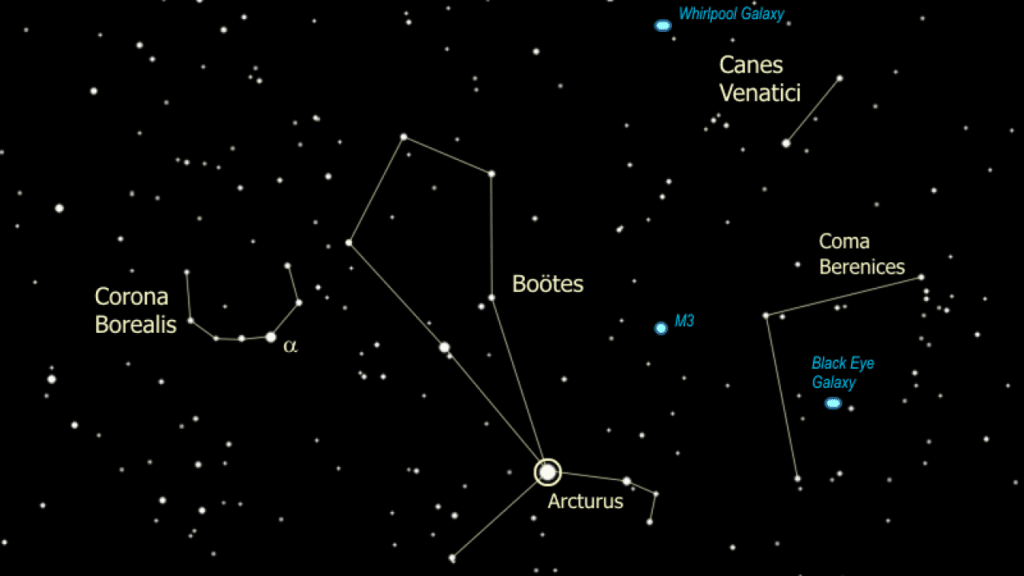 Whirlpool Galaxy
Canes
Venatici
Coma
Berenices
Boötes
Corona
Borealis
α
M3
Black Eye
Galaxy
Arcturus